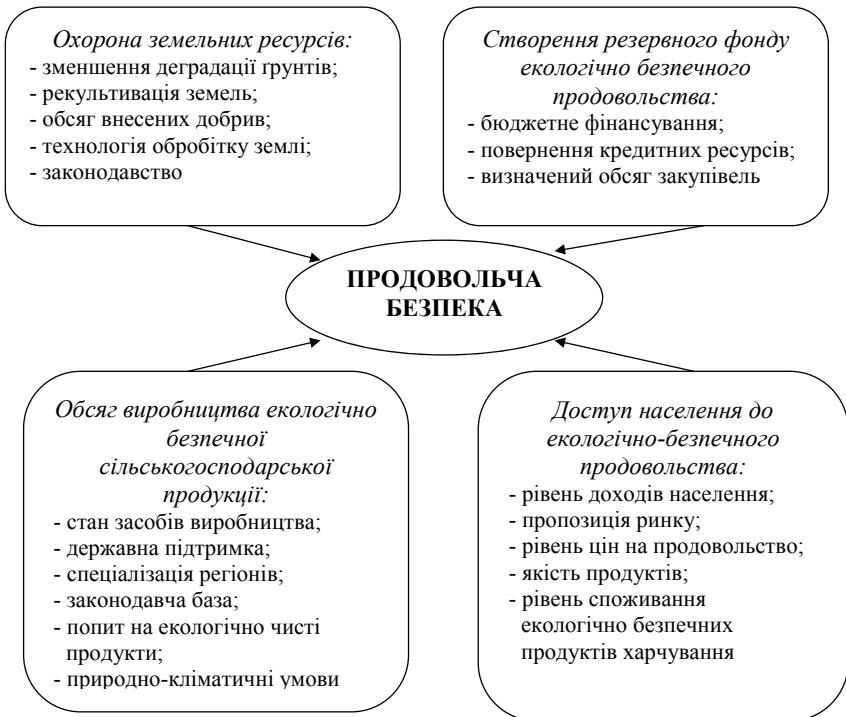 Охорона земельних ресурсів:
- зменшення деградації ґрунтів;
- рекультивація земель;
- обсяг внесених добрив;
- технологія обробітку землі;
- законодавство
Створення резервного фонду
екологічно безпечного
продовольства:
- бюджетне фінансування;
- повернення кредитних ресурсів;
- визначений обсяг закупівель
ПРОДОВОЛЬЧА
БЕЗПЕКА
Обсяг виробництва екологічно
безпечної
сільськогосподарської
продукції:
- стан засобів виробництва;
- державна підтримка;
- спеціалізація регіонів;
- законодавча база;
- попит на екологічно чисті
продукти;
- природно-кліматичні умови
Доступ населення до
екологічно-безпечного
продовольства:
- рівень доходів населення;
- пропозиція ринку;
- рівень цін на продовольство;
- якість продуктів;
- рівень споживання
екологічно безпечних
продуктів харчування